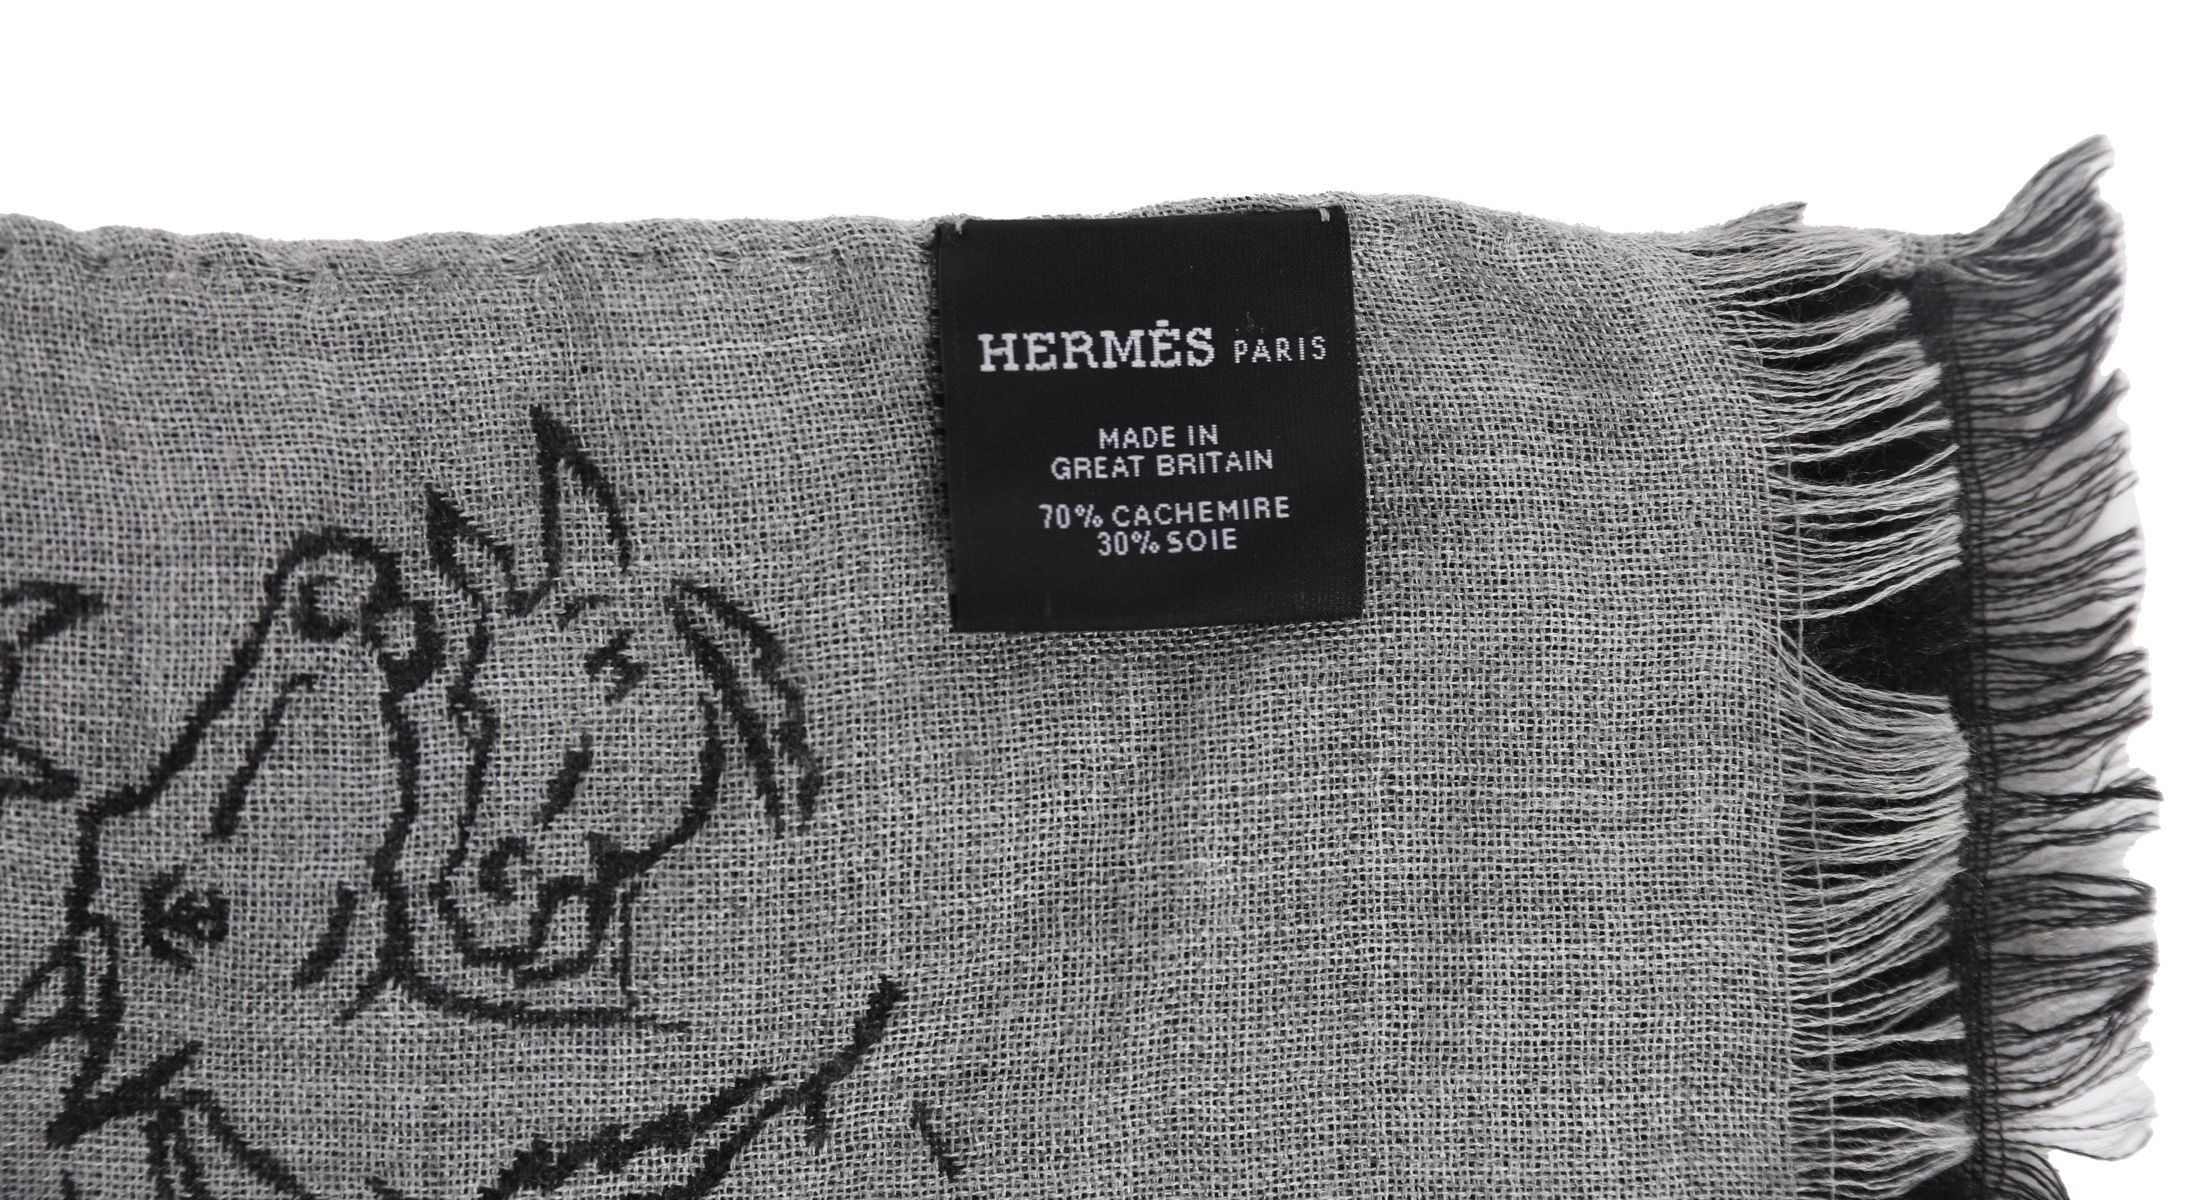 HERMÈS PARIS
MADE IN
GREAT BRITAIN
70% CACHEMIRE
30% SOIE